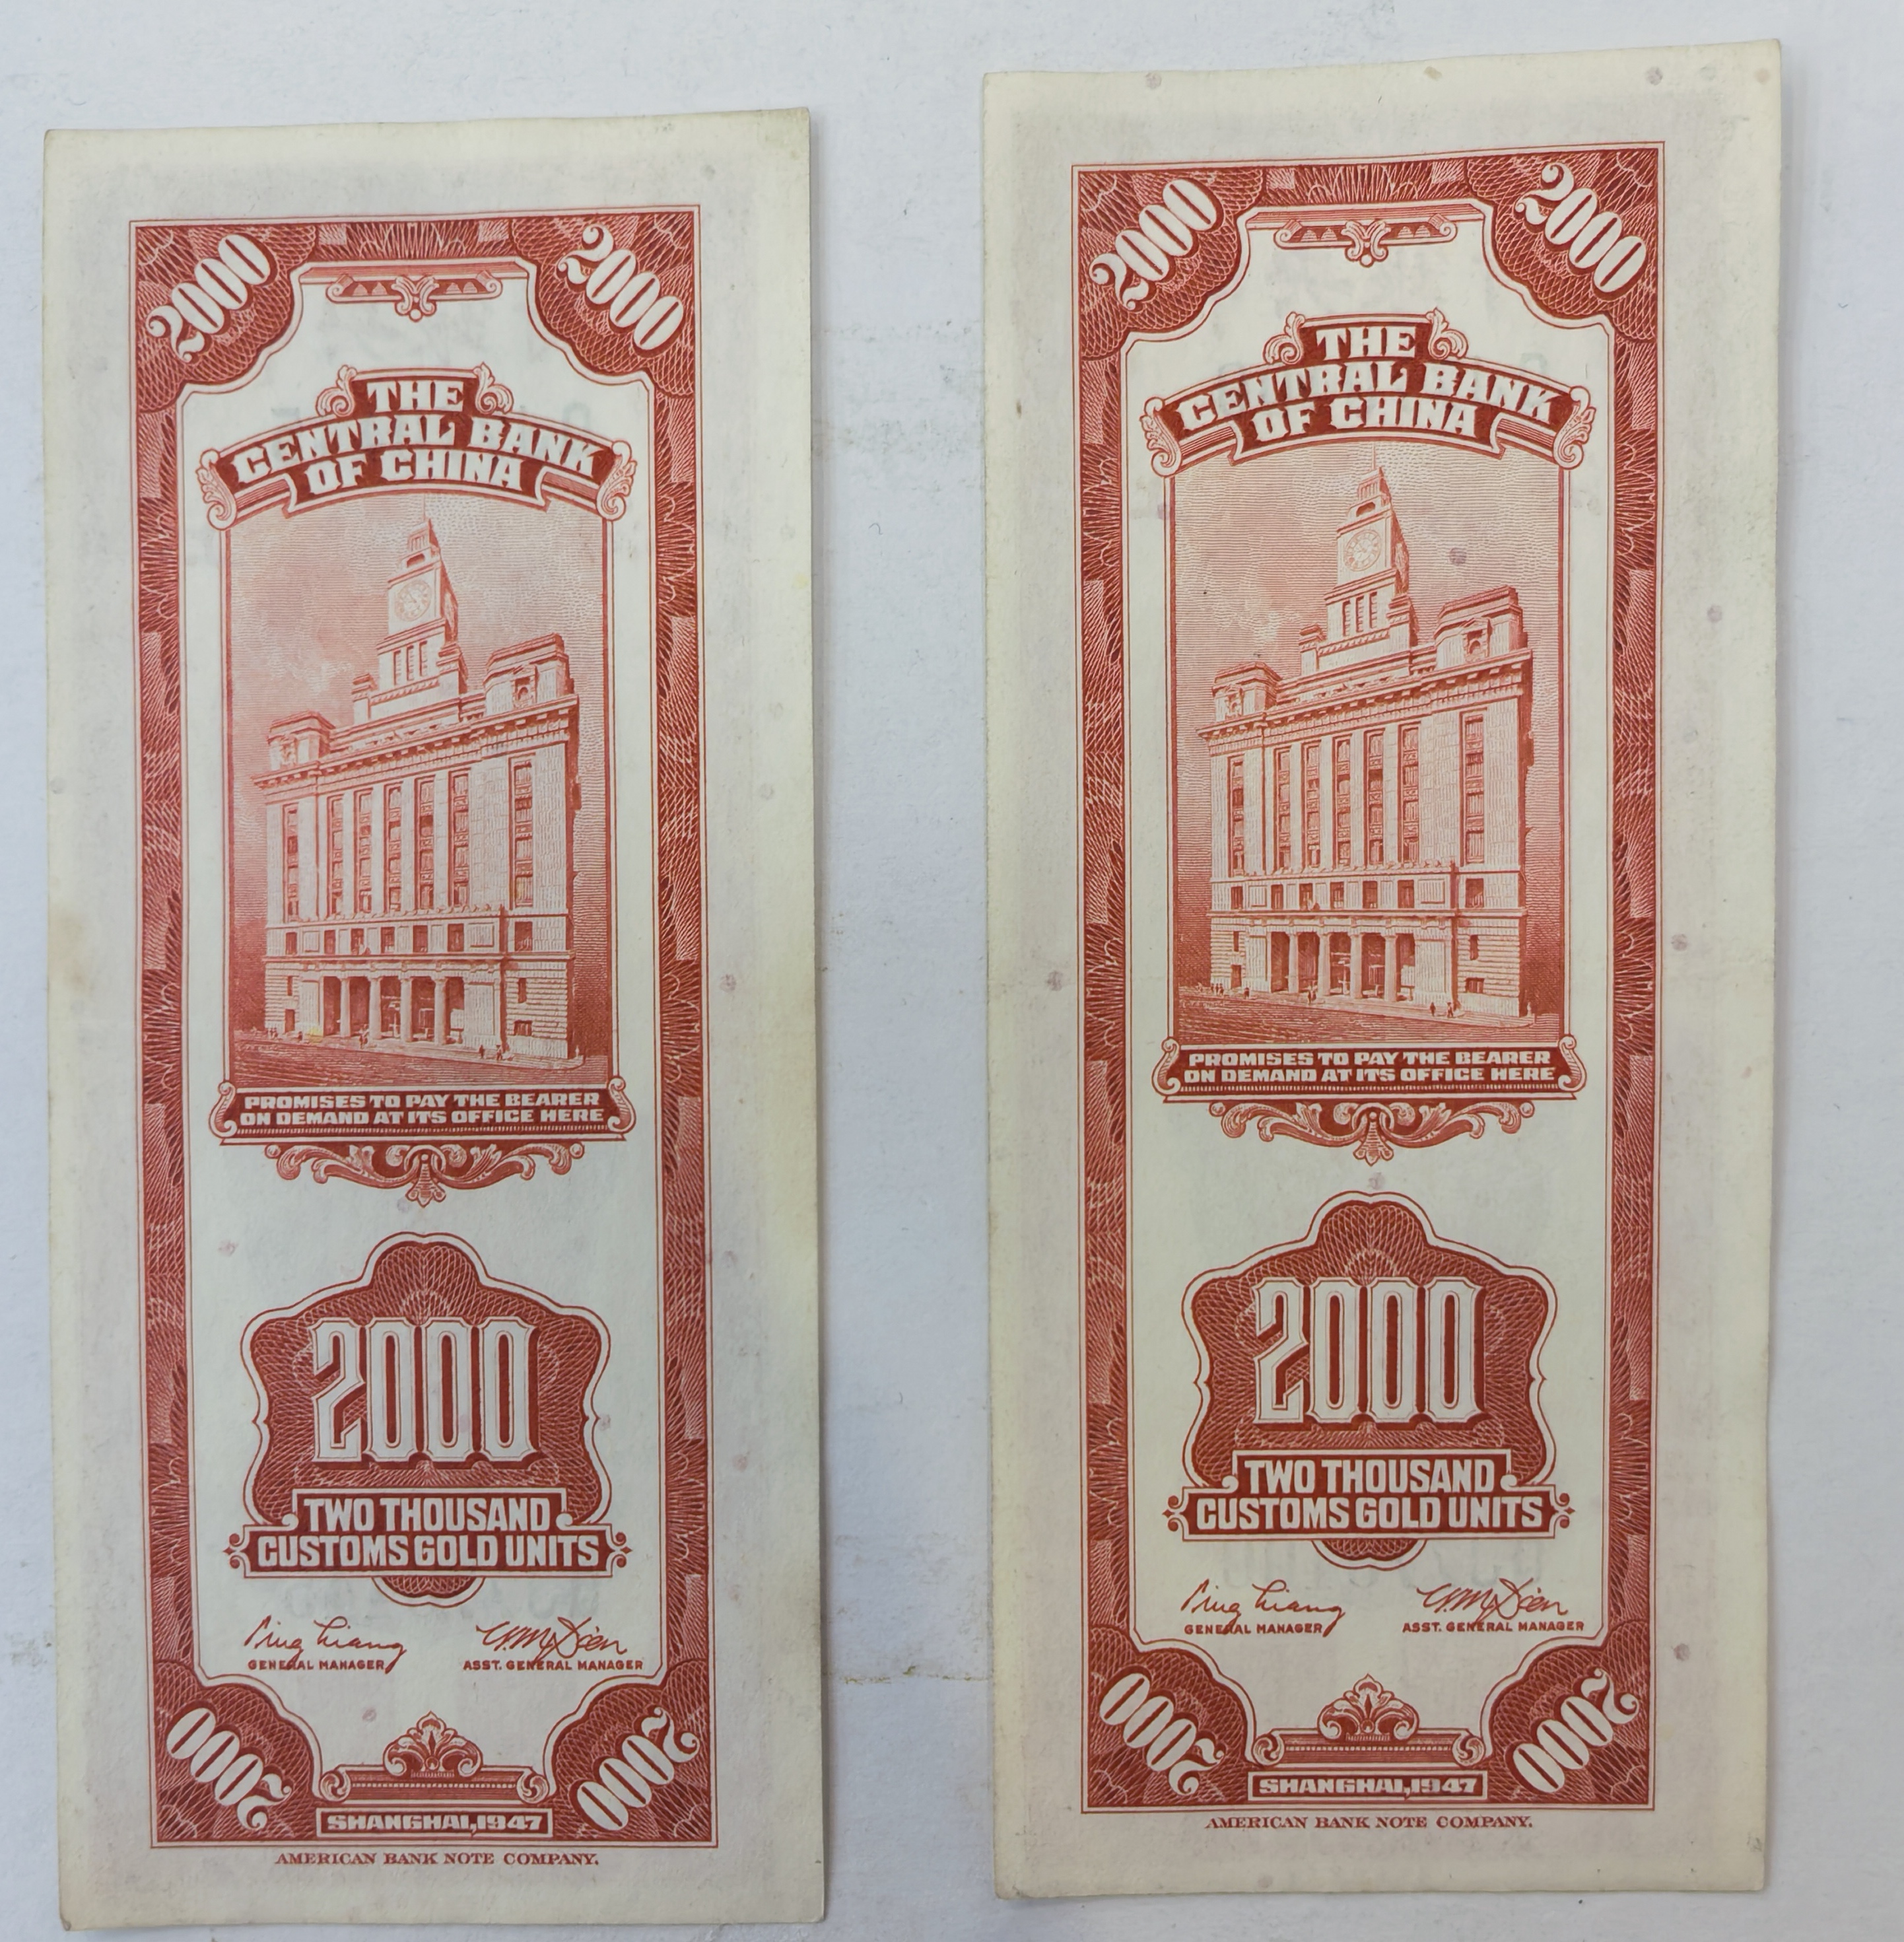 2000
2000
THE
CENTRAL BANK
OF CHINA
PROMISES TO PAY THE BEARER
ON DEMAND AT ITS OFFICE HERE
2000
TWO THOUSAND
CUSTOMS GOLD UNITS
GENERAL MANAGER
ASST. GENERAL MANAGER
2000
2000
SHANGHAI, 1947
AMERICAN BANK NOTE COMPANY.
2000
2000
THE
CENTRAL BANK
OF CHINA
PROMISES TO PAY THE BEARER
ON DEMAND AT ITS OFFICE HERE
2000
TWO THOUSAND
CUSTOMS GOLD UNITS
GENERAL MANAGER
ASST. GENERAL MANAGER
2000
2000
SHANGHAI, 1947
AMERICAN BANK NOTE COMPANY.